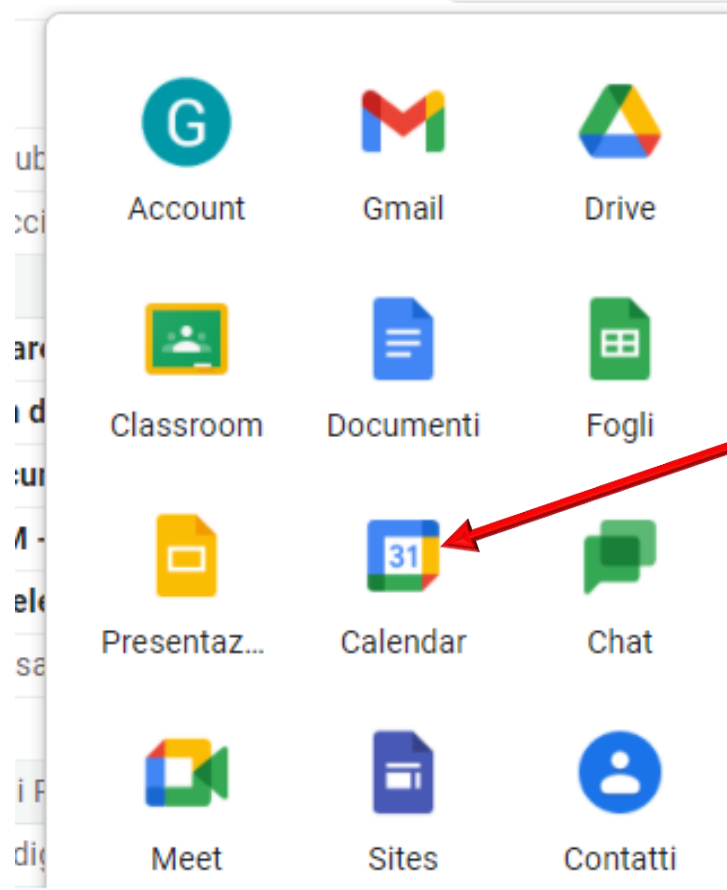 G
Account Gmail Drive
Classroom Documenti Fogli
31
Presentaz... Calendar Chat
Meet Sites Contatti